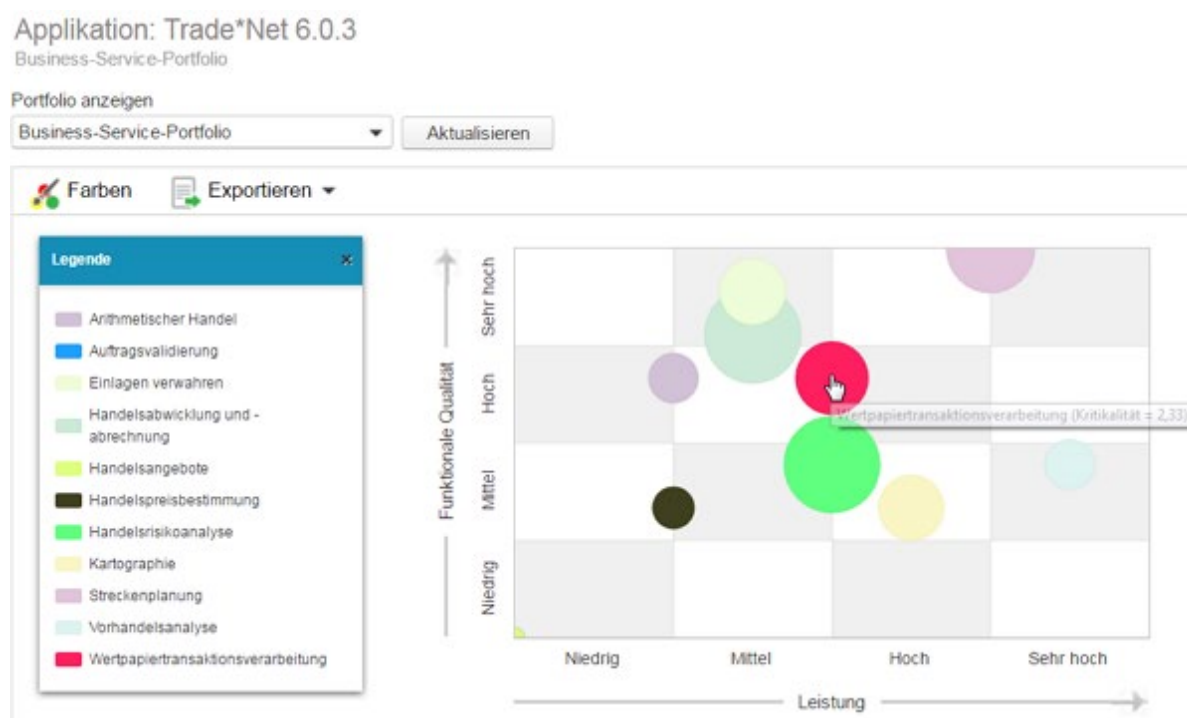 Applikation: Trade*Net 6.0.3
Business-Service-Portfolio
Portfolio anzeigen
Business-Service-Portfolio
Aktualisieren
Farben
Exportieren
Legende
Arithmetischer Handel
Auftragsvalidierung
Einlagen verwahren
Handelsabwicklung und -
abrechnung
Handelsangebote
Handelspreisbestimmung
Handelsrisikoanalyse
Kartographie
Streckenplanung
Vorhandelsanalyse
Wertpapiertransaktionsverarbeitung
Funktionale Qualität
Sehr hoch
Hoch
Mittel
Niedrig
Wertpapiertransaktionsverarbeitung (Kritikalität = 2,33)
Niedrig
Mittel
Hoch
Sehr hoch
Leistung